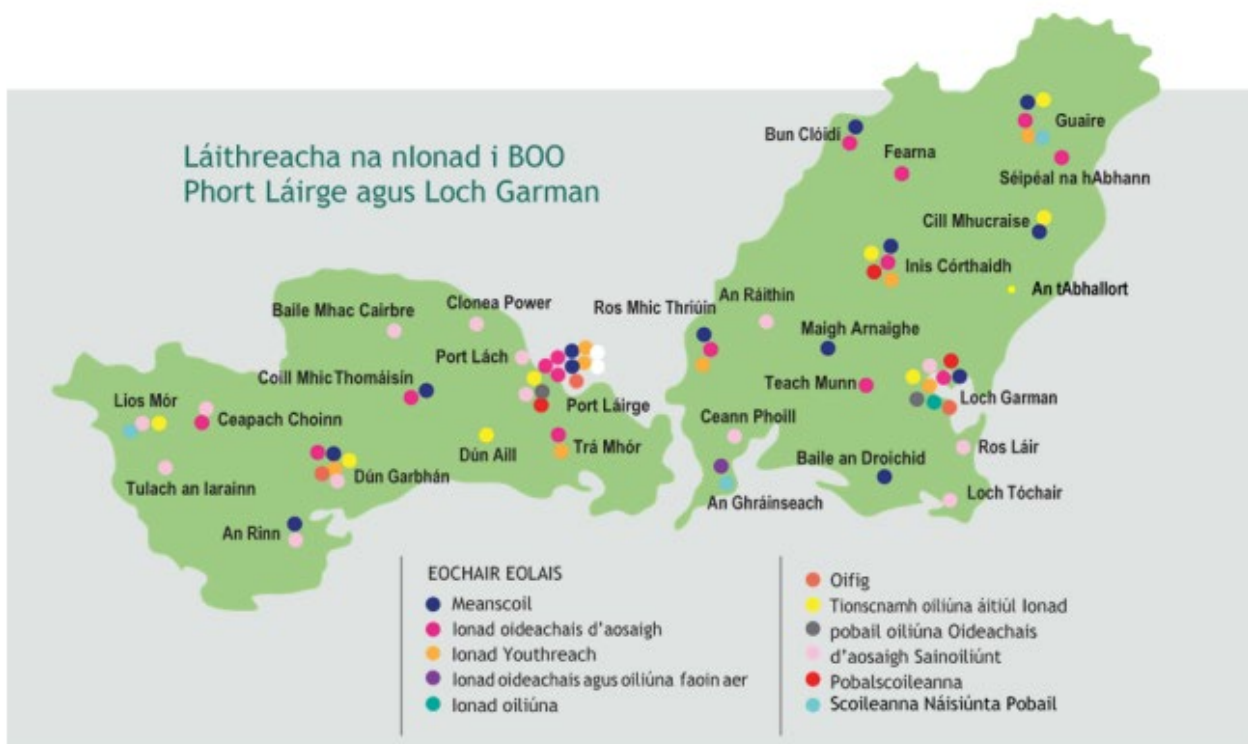 Láithreacha na nIonad i BOO
Phort Láirge agus Loch Garman
Bun Clóidí
Fearna
Guaire
Séipéal na hAbhann
Cill Mhucraise
Inis Córthaidh
An tAbhallort
Ros Mhic Thriúin
An Ráithín
Maigh Arnaighe
Teach Munn
Loch Garman
Ceann Phoill
Ros Láir
Baile an Droichid
Loch Tóchair
An Ghráinseach
Baile Mhac Cairbre
Clonea Power
Port Lách
Coill Mhic Thomáisín
Port Láirge
Lios Mór
Ceapach Choinn
Dún Aill
Trá Mhór
Tulach an Iarainn
Dún Garbhán
An Rinn
EOCHAIR EOLAIS
Meanscoil
Ionad oideachais d'aosaigh
Ionad Youthreach
Ionad oideachais agus oiliúna faoin aer
Ionad oiliúna
Oifig
Tionscnamh oiliúna áitiúl Ionad
pobail oiliúna Oideachais
d'aosaigh Sainoiliúnt
Pobalscoileanna
Scoileanna Náisiúnta Pobail